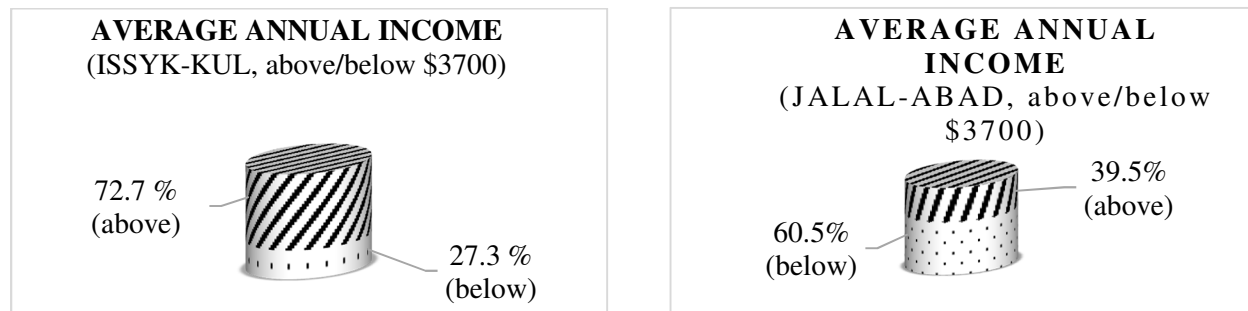 AVERAGE ANNUAL INCOME
(ISSYK-KUL, above/below $3700)
72.7 %
(above)
27.3 %
(below)
AVERAGE ANNUAL
INCOME
(JALAL-ABAD, above/below
$3700)
39.5%
(above)
60.5%
(below)